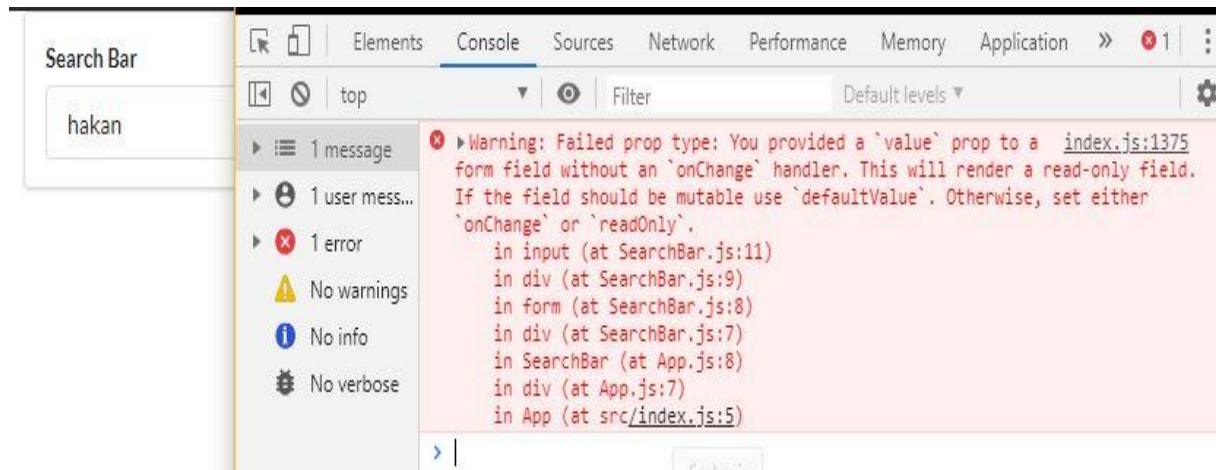 Search Bar
hakan
Elements Console Sources Network Performance Memory Application » 1
top Filter Default levels
1 message
1 user mess...
1 error
No warnings
No info
No verbose
Warning: Failed prop type: You provided a `value` prop to a index.js:1375
form field without an `onChange` handler. This will render a read-only field.
If the field should be mutable use `defaultValue`. Otherwise, set either
`onChange` or `readOnly`.
in input (at SearchBar.js:11)
in div (at SearchBar.js:9)
in form (at SearchBar.js:8)
in div (at SearchBar.js:7)
in SearchBar (at App.js:8)
in div (at App.js:7)
in App (at src/index.js:5)
>